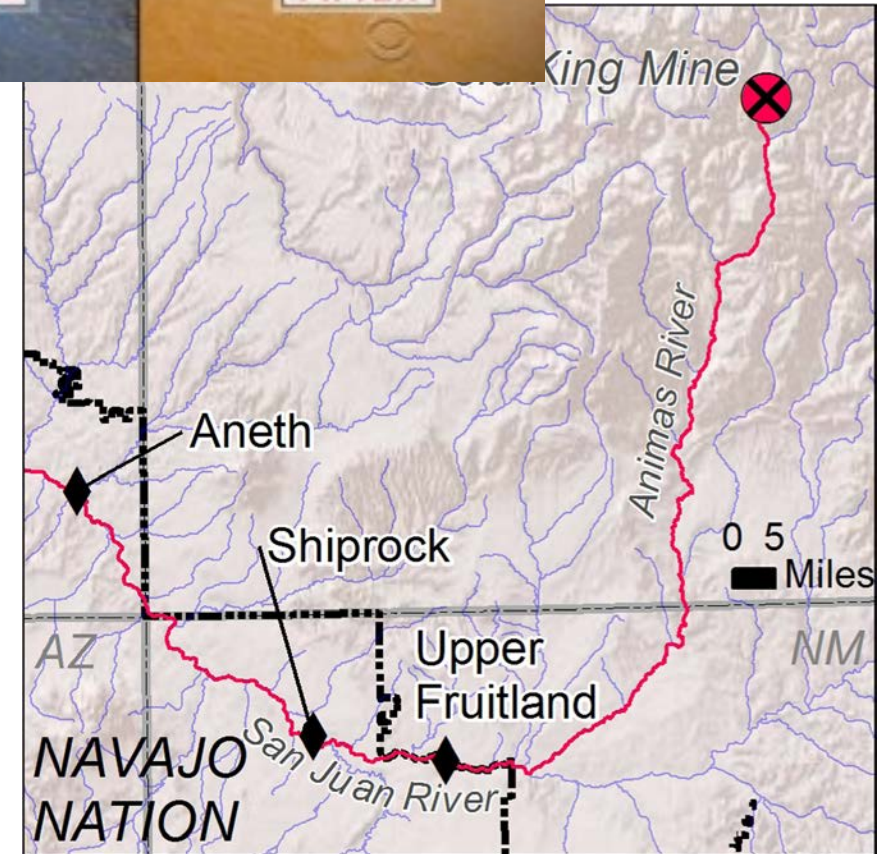 King Mine
Animas River
Aneth
Shiprock
0 5
Miles
AZ
NM
Upper
Fruitland
San Juan River
NAVAJO
NATION